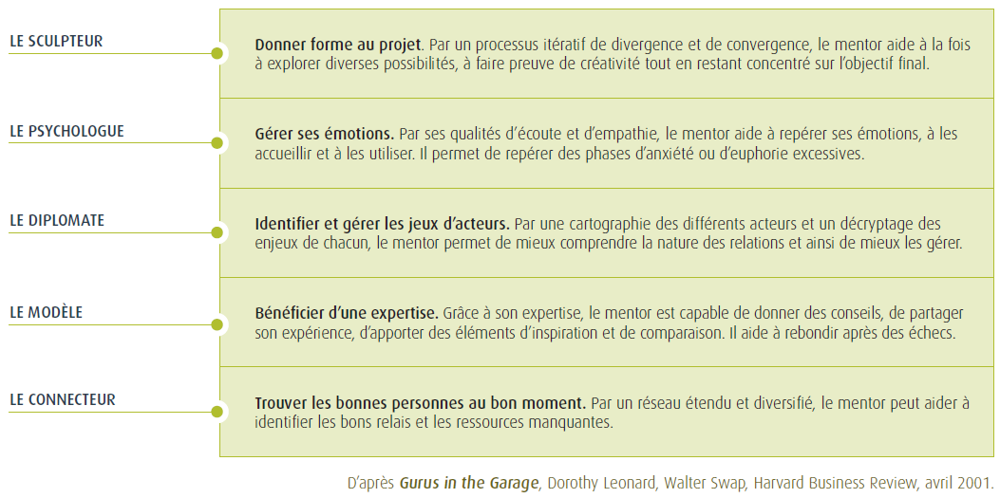 LE SCULPTEUR
Donner forme au projet. Par un processus itératif de divergence et de convergence, le mentor aide à la fois
à explorer diverses possibilités, à faire preuve de créativité tout en restant concentré sur l’objectif final.
LE PSYCHOLOGUE
Gérer ses émotions. Par ses qualités d’écoute et d’empathie, le mentor aide à repérer ses émotions, à les
accueillir et à les utiliser. Il permet de repérer des phases d’anxiété ou d’euphorie excessives.
LE DIPLOMATE
Identifier et gérer les jeux d’acteurs. Par une cartographie des différents acteurs et un décryptage des
enjeux de chacun, le mentor permet de mieux comprendre la nature des relations et ainsi de mieux les gérer.
LE MODÈLE
Bénéficier d’une expertise. Grâce à son expertise, le mentor est capable de donner des conseils, de partager
son expérience, d’apporter des éléments d’inspiration et de comparaison. Il aide à rebondir après des échecs.
LE CONNECTEUR
Trouver les bonnes personnes au bon moment. Par un réseau étendu et diversifié, le mentor peut aider à
identifier les bons relais et les ressources manquantes.
D’après Gurus in the Garage, Dorothy Leonard, Walter Swap, Harvard Business Review, avril 2001.